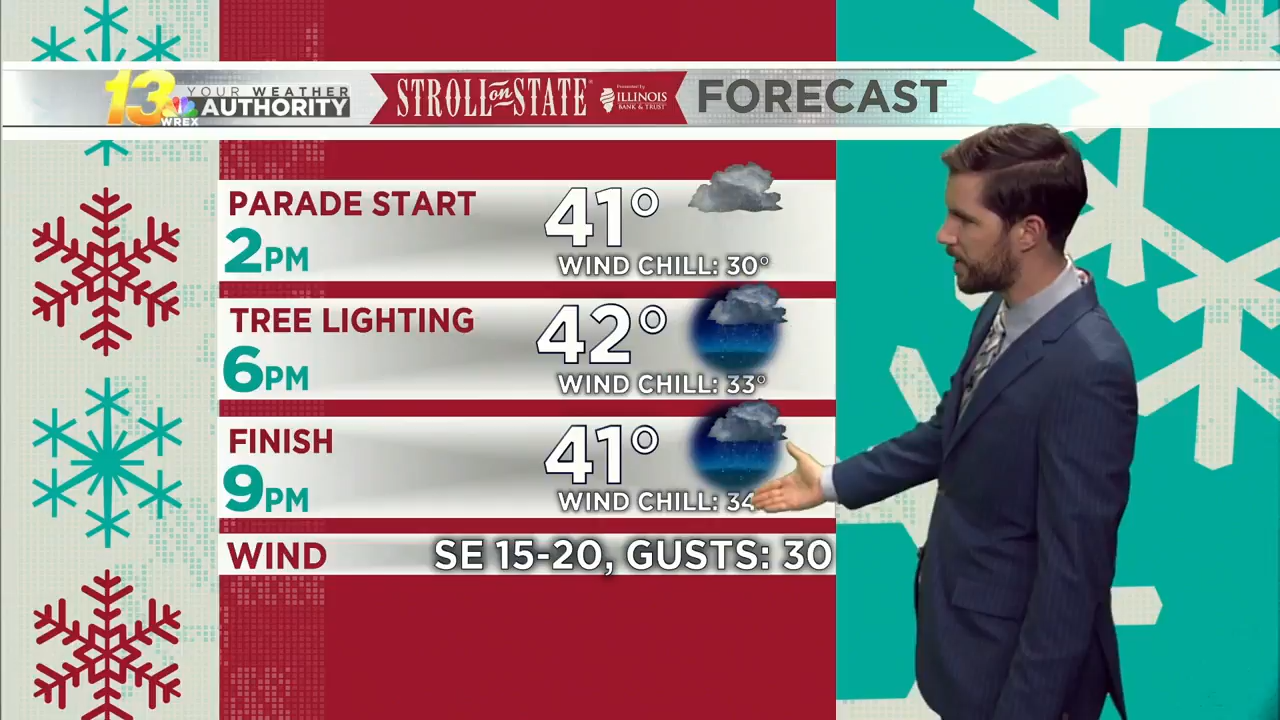 13
WREX
YOUR WEATHER
AUTHORITY
STROLL on STATE®
Presented by
ILLINOIS
BANK & TRUST
FORECAST
PARADE START
2PM
41°
WIND CHILL: 30°
TREE LIGHTING
6PM
42°
WIND CHILL: 33°
FINISH
9PM
41°
WIND CHILL: 34
WIND
SE 15-20, GUSTS: 30